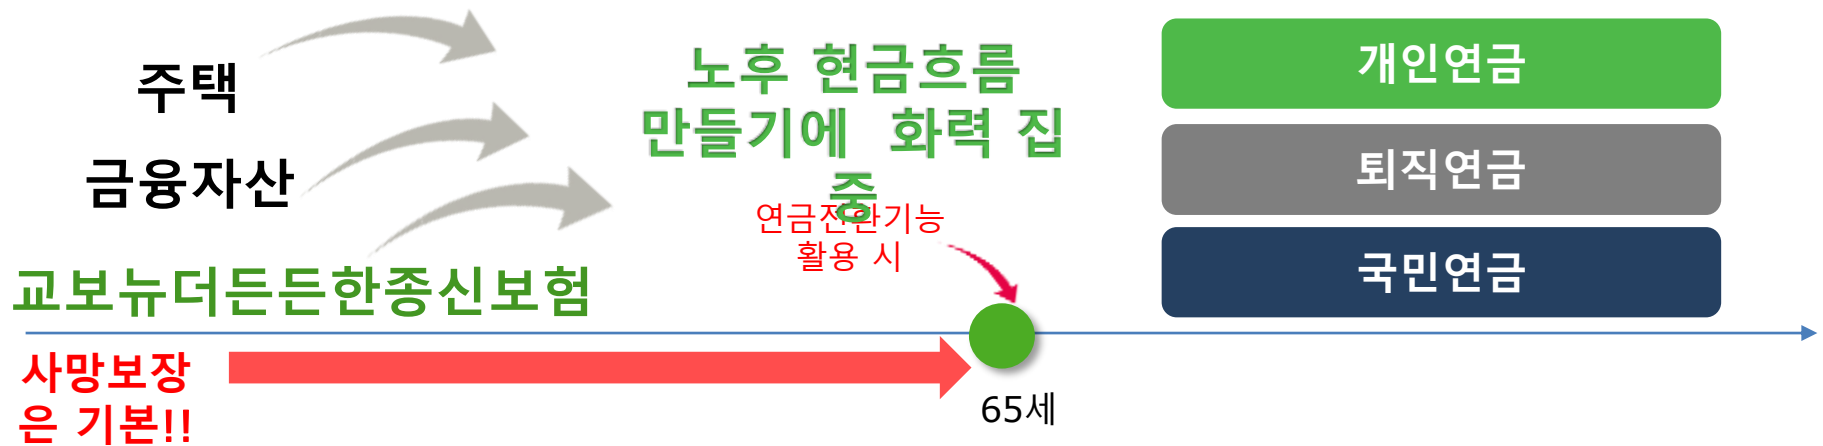 주택
금융자산
교보뉴더든든한종신보험
사망보장
은 기본!!
노후 현금흐름
만들기에 화력 집
중
연금전환기능
활용 시
65세
개인연금
퇴직연금
국민연금